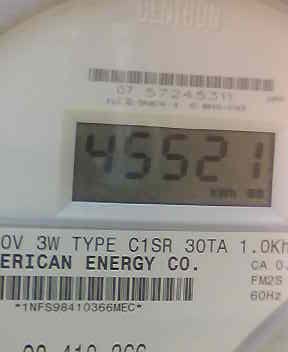 CENTRON
07 57245311
45521
kWh
0V 3W TYPE C1SR 30TA 1.0Kh
ERICAN ENERGY CO.
CA 0.
FM2S
60Hz
*1NFS98410366MEC*